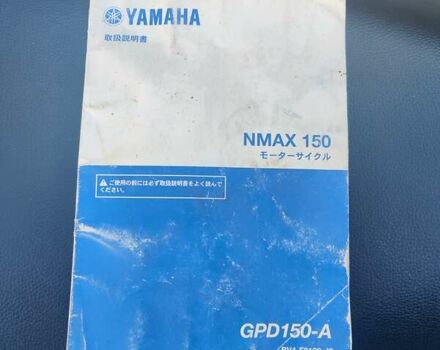 YAMAHA
取扱説明書
NMAX 150
モーターサイクル
ご使用の前には必ず取扱説明書をよく読んで
ください。
GPD150-A